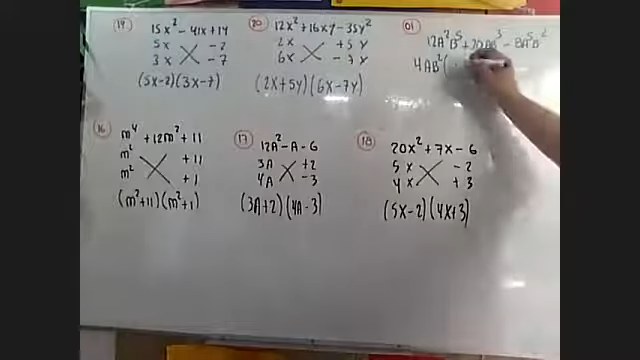 19 15x² - 41x + 14
5x - 2
3x - 7
(5x-2)(3x-7)
20 12x² + 16xy - 35y²
2x + 5y
6x - 7y
(2x+5y)(6x-7y)
01
4AB²(
16 m⁴ + 12m² + 11
m² + 11
m² + 1
(m²+11)(m²+1)
17 12A² - A - 6
3A + 2
4A - 3
(3A+2)(4A-3)
18 20x² + 7x - 6
5x - 2
4x + 3
(5x-2)(4x+3)